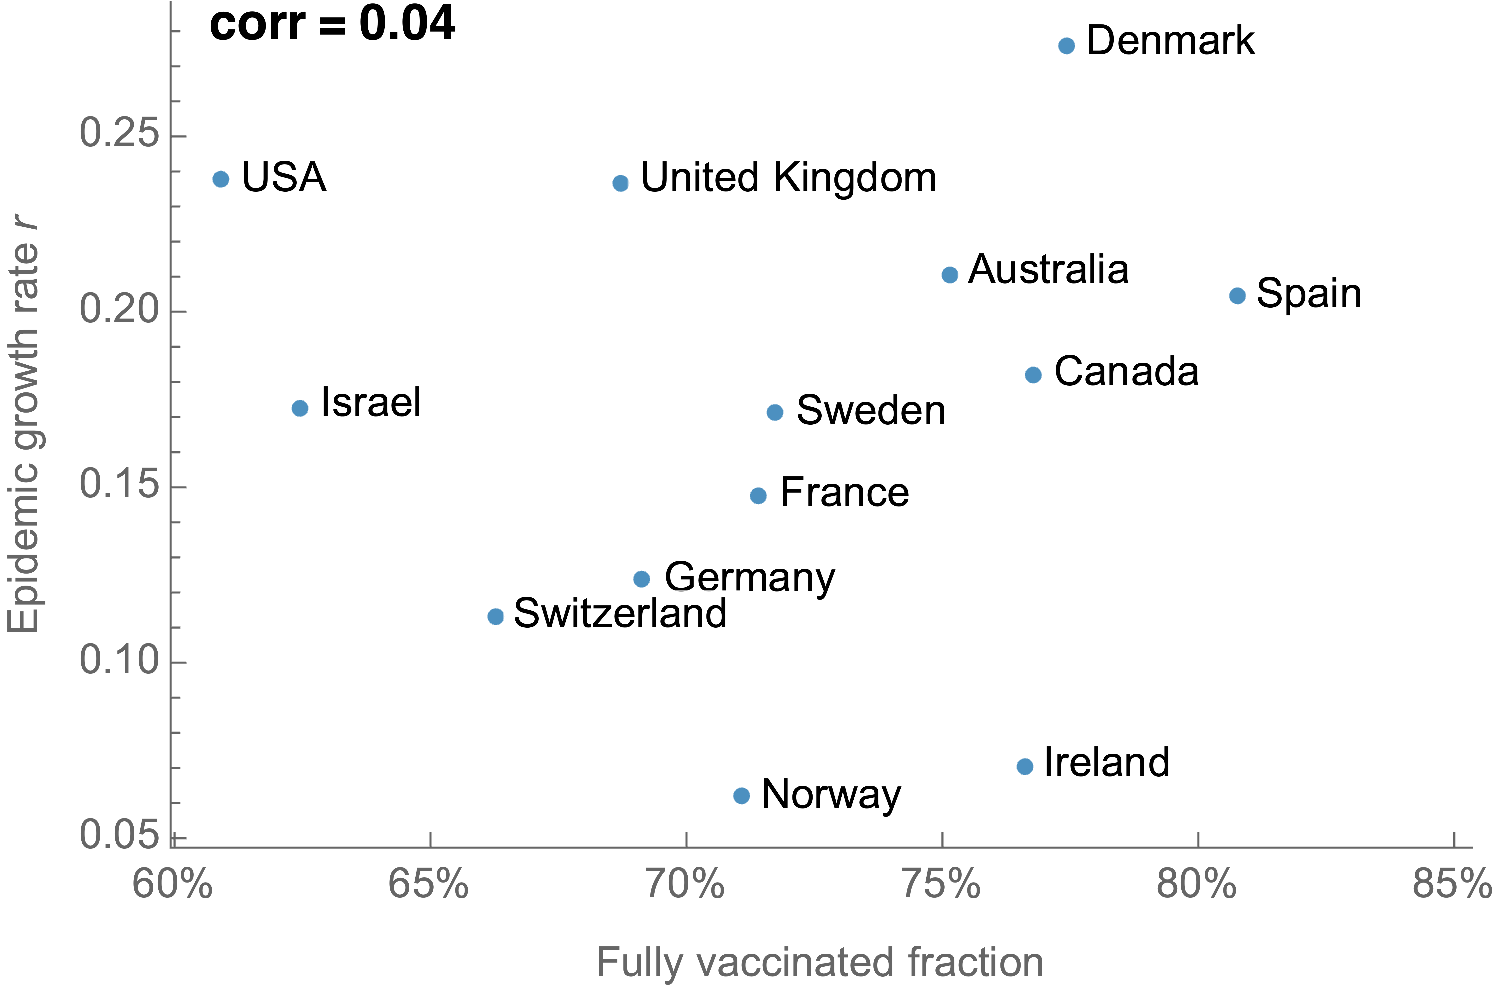 corr = 0.04
Denmark
0.25
USA
United Kingdom
Australia
0.20
Spain
Canada
Israel
Sweden
0.15
France
Germany
Switzerland
0.10
Ireland
Norway
0.05
60% 65% 70% 75% 80% 85%
Fully vaccinated fraction
Epidemic growth rate r